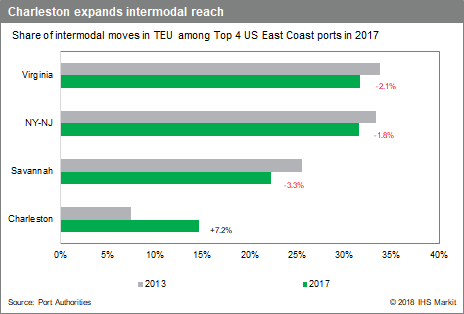 Charleston expands intermodal reach
Share of intermodal moves in TEU among Top 4 US East Coast ports in 2017
Virginia
-2.1%
NY-NJ
-1.8%
Savannah
-3.3%
Charleston
+7.2%
0% 5% 10% 15% 20% 25% 30% 35% 40%
2013 2017
Source: Port Authorities © 2018 IHS Markit